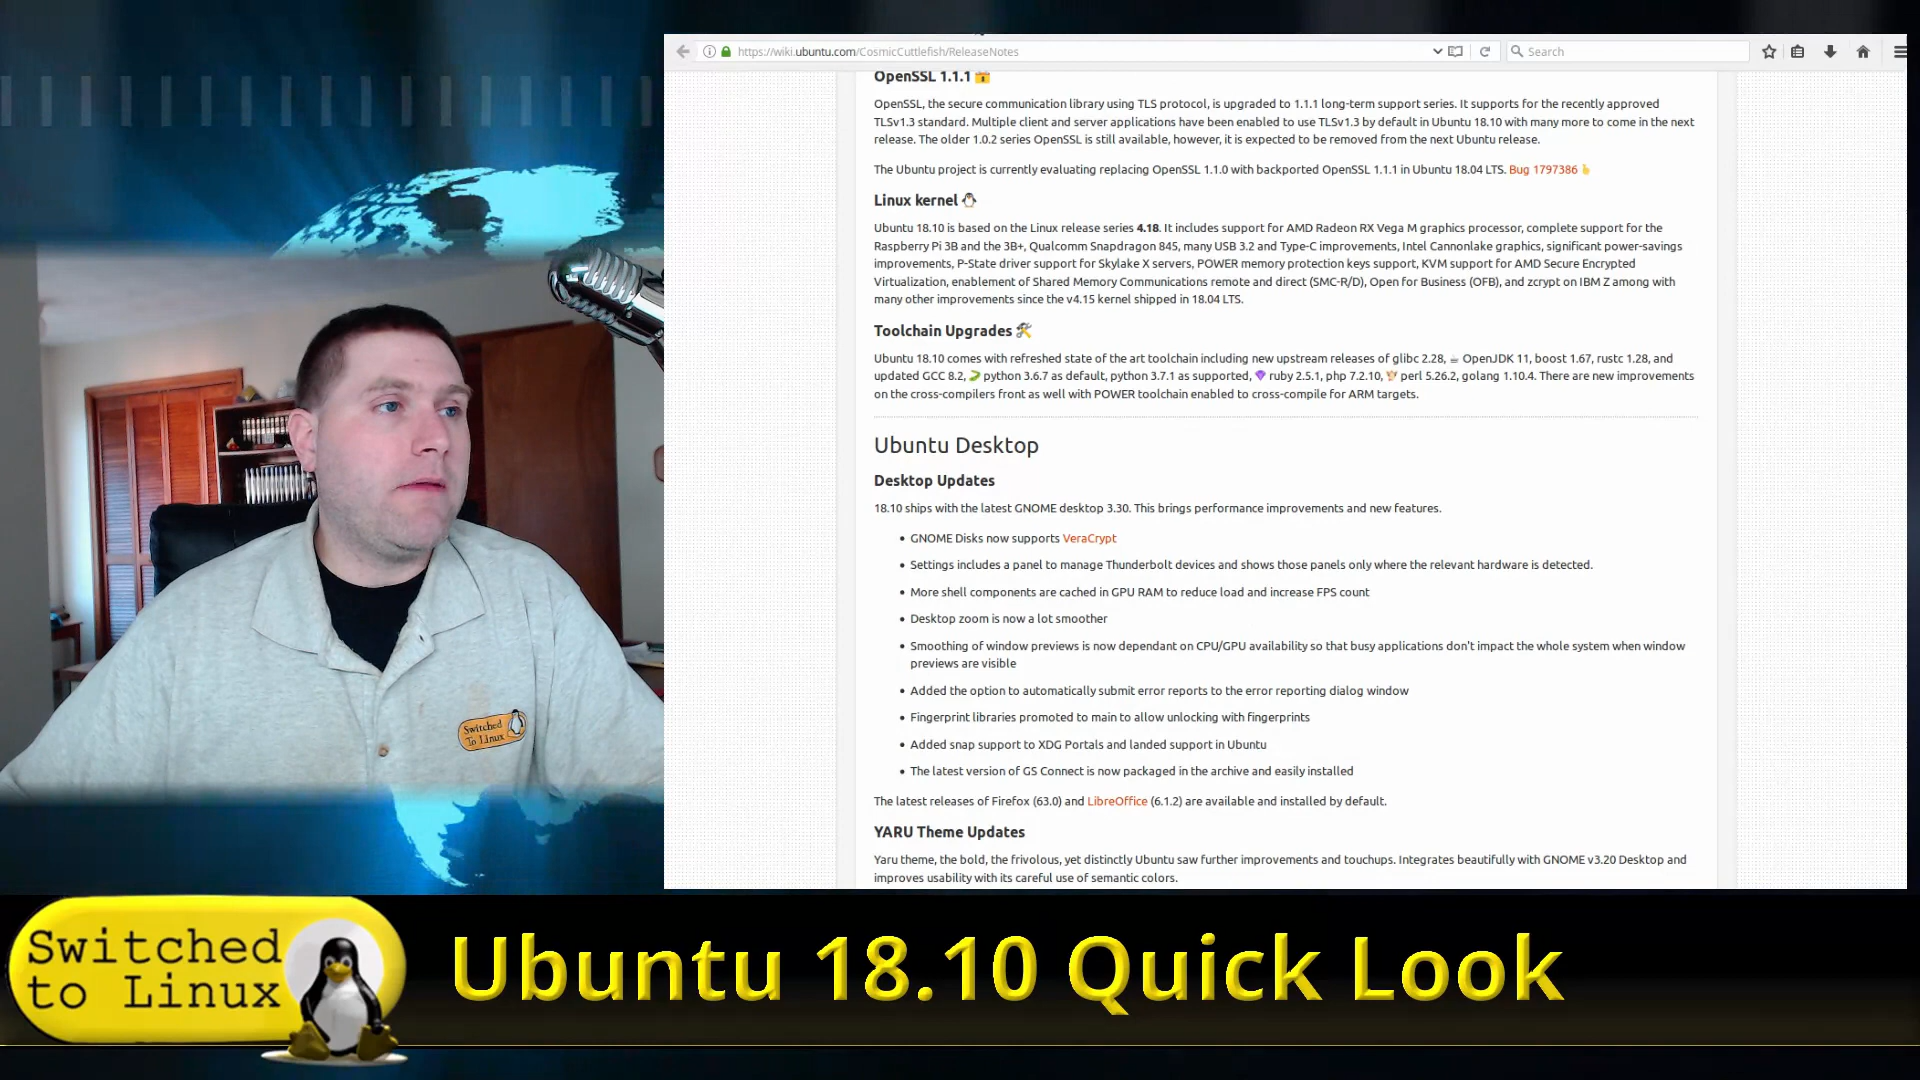 https://wiki.ubuntu.com/CosmicCuttlefish/ReleaseNotes
Search
OpenSSL 1.1.1
OpenSSL, the secure communication library using TLS protocol, is upgraded to 1.1.1 long-term support series. It supports for the recently approved
TLSv1.3 standard. Multiple client and server applications have been enabled to use TLSv1.3 by default in Ubuntu 18.10 with many more to come in the next
release. The older 1.0.2 series OpenSSL is still available, however, it is expected to be removed from the next Ubuntu release.
The Ubuntu project is currently evaluating replacing OpenSSL 1.1.0 with backported OpenSSL 1.1.1 in Ubuntu 18.04 LTS. Bug 1797386
Linux kernel
Ubuntu 18.10 is based on the Linux release series 4.18. It includes support for AMD Radeon RX Vega M graphics processor, complete support for the
Raspberry Pi 3B and the 3B+, Qualcomm Snapdragon 845, many USB 3.2 and Type-C improvements, Intel Cannonlake graphics, significant power-savings
improvements, P-State driver support for Skylake X servers, POWER memory protection keys support, KVM support for AMD Secure Encrypted
Virtualization, enablement of Shared Memory Communications remote and direct (SMC-R/D), Open for Business (OFB), and zcrypt on IBM Z among with
many other improvements since the v4.15 kernel shipped in 18.04 LTS.
Toolchain Upgrades
Ubuntu 18.10 comes with refreshed state of the art toolchain including new upstream releases of glibc 2.28, OpenJDK 11, boost 1.67, rustc 1.28, and
updated GCC 8.2, python 3.6.7 as default, python 3.7.1 as supported, ruby 2.5.1, php 7.2.10, perl 5.26.2, golang 1.10.4. There are new improvements
on the cross-compilers front as well with POWER toolchain enabled to cross-compile for ARM targets.
Ubuntu Desktop
Desktop Updates
18.10 ships with the latest GNOME desktop 3.30. This brings performance improvements and new features.
• GNOME Disks now supports VeraCrypt
• Settings includes a panel to manage Thunderbolt devices and shows those panels only where the relevant hardware is detected.
• More shell components are cached in GPU RAM to reduce load and increase FPS count
• Desktop zoom is now a lot smoother
• Smoothing of window previews is now dependant on CPU/GPU availability so that busy applications don't impact the whole system when window
previews are visible
• Added the option to automatically submit error reports to the error reporting dialog window
• Fingerprint libraries promoted to main to allow unlocking with fingerprints
• Added snap support to XDG Portals and landed support in Ubuntu
• The latest version of GS Connect is now packaged in the archive and easily installed
The latest releases of Firefox (63.0) and LibreOffice (6.1.2) are available and installed by default.
YARU Theme Updates
Yaru theme, the bold, the frivolous, yet distinctly Ubuntu saw further improvements and touchups. Integrates beautifully with GNOME v3.20 Desktop and
improves usability with its careful use of semantic colors.
Switched
To Linux
Switched
to Linux
Ubuntu 18.10 Quick Look